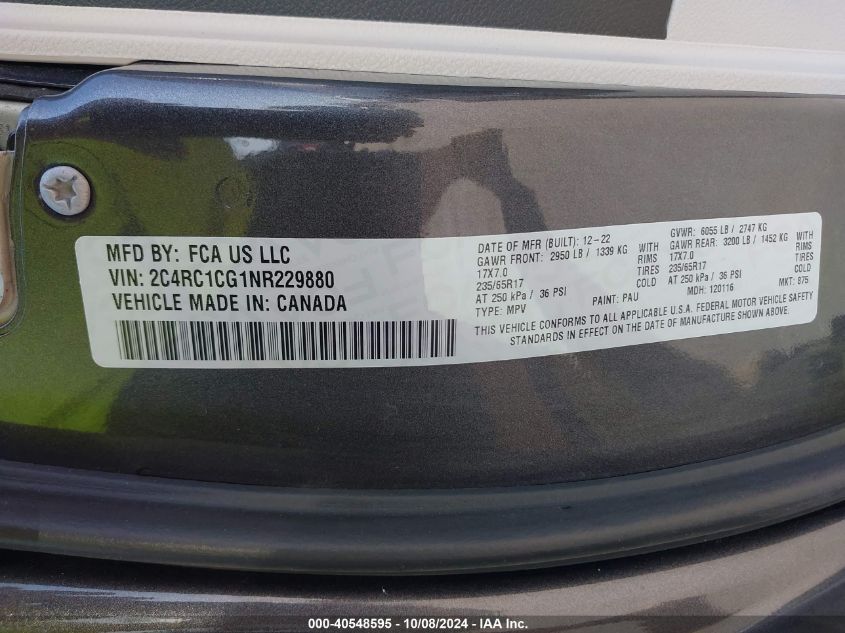 MFD BY: FCA US LLC
VIN: 2C4RC1CG1NR229880
VEHICLE MADE IN: CANADA
DATE OF MFR (BUILT): 12-22 GVWR: 6055 LB / 2747 KG
GAWR FRONT: 2950 LB / 1339 KG WITH GAWR REAR: 3200 LB / 1452 KG WITH
17X7.0 RIMS 17X7.0 RIMS
235/65R17 TIRES 235/65R17 TIRES
AT 250 kPa / 36 PSI COLD AT 250 kPa / 36 PSI COLD
TYPE: MPV PAINT: PAU MDH: 120116 MKT: 875
THIS VEHICLE CONFORMS TO ALL APPLICABLE U.S.A. FEDERAL MOTOR VEHICLE SAFETY
STANDARDS IN EFFECT ON THE DATE OF MANUFACTURE SHOWN ABOVE.
000-40548595 - 10/08/2024 - IAA Inc.